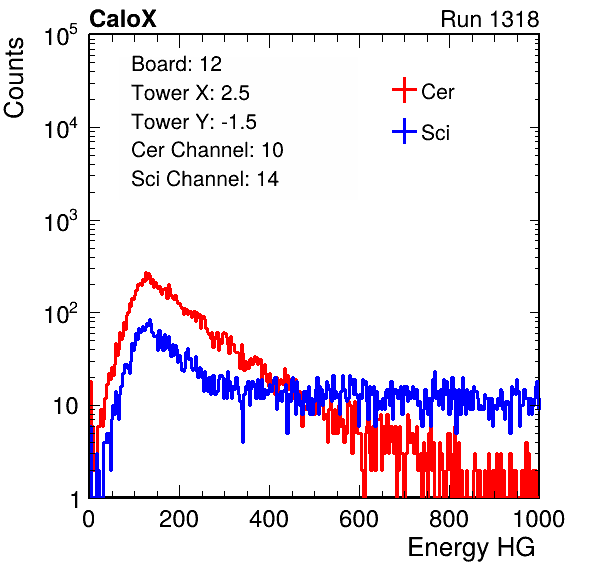 CaloX Run 1318
Counts
Board: 12
Tower X: 2.5
Tower Y: -1.5
Cer Channel: 10
Sci Channel: 14
Cer
Sci
10^5
10^4
10^3
10^2
10
1
0 200 400 600 800 1000
Energy HG